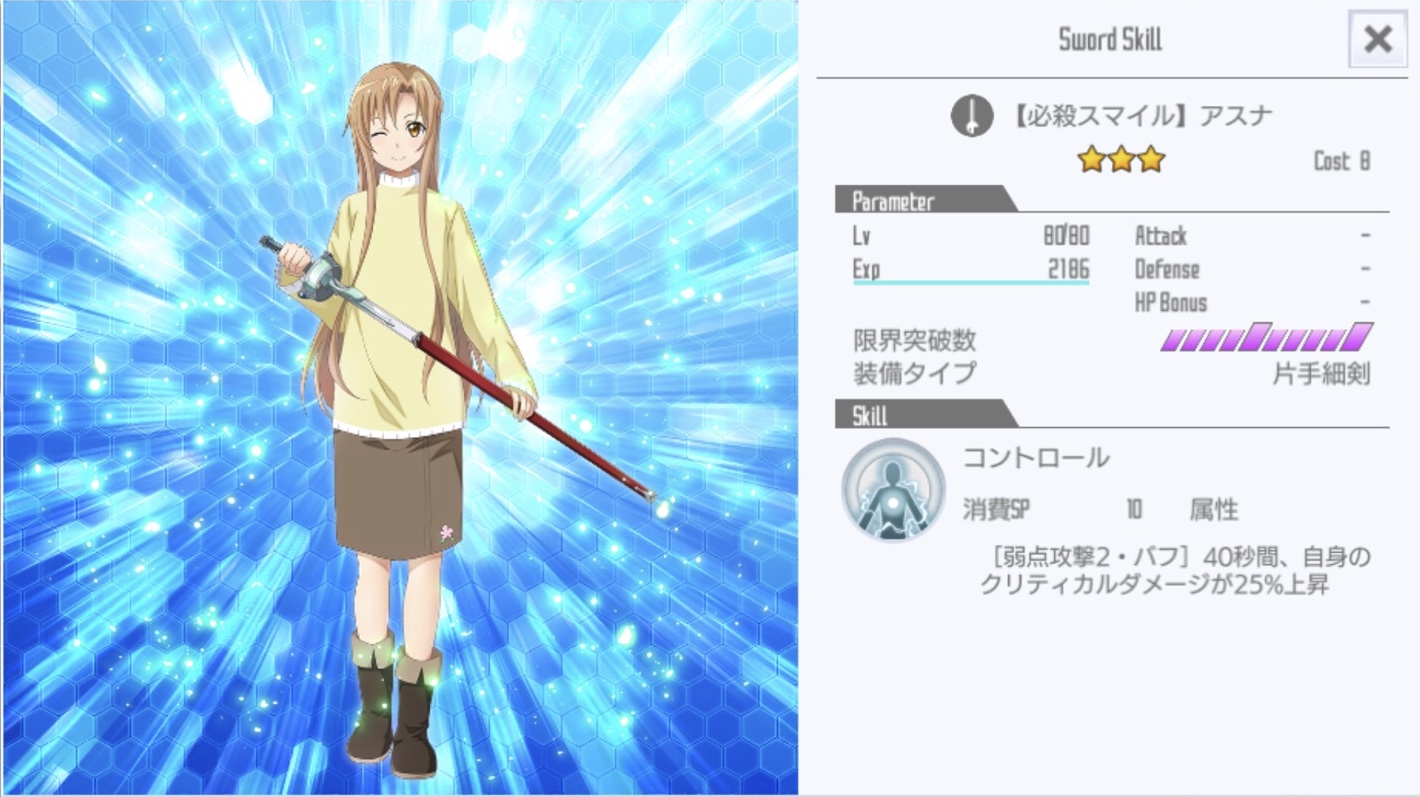 Sword Skill
【必殺スマイル】アスナ
Cost 8
Parameter
Lv 80/80 Attack -
Exp 2186 Defense -
HP Bonus -
限界突破数
装備タイプ 片手細剣
Skill
コントロール
消費SP 10 属性
［弱点攻撃2・バフ］40秒間、自身の
クリティカルダメージが25%上昇